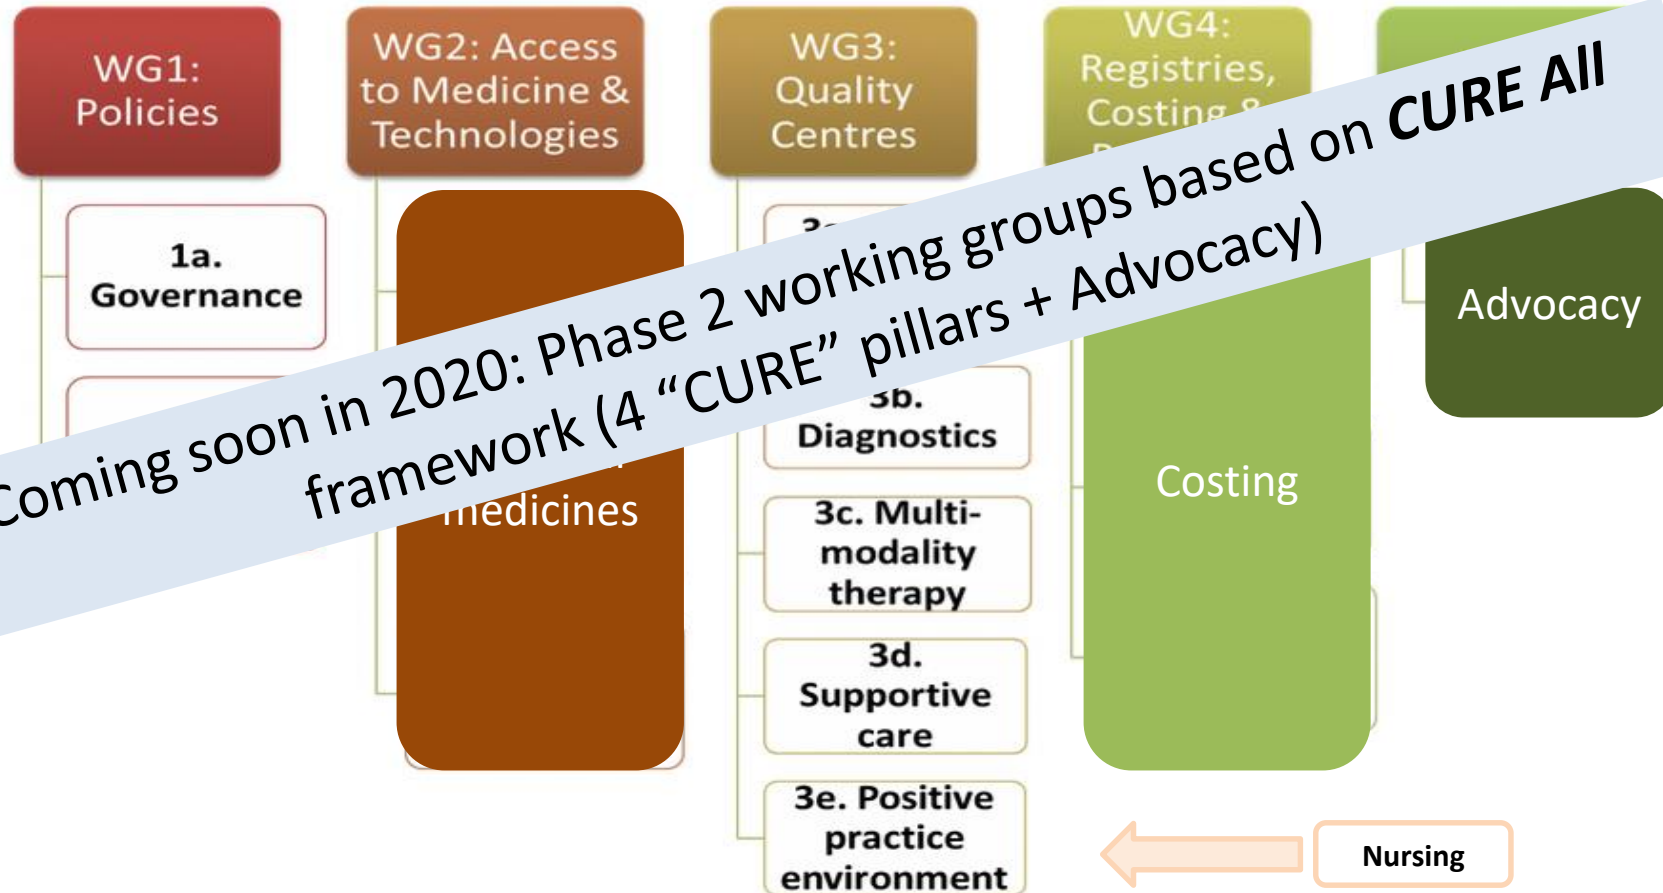 WG1:
Policies
1a.
Governance
WG2: Access
to Medicine &
Technologies
medicines
WG3:
Quality
Centres
3b.
Diagnostics
3c. Multi-
modality
therapy
3d.
Supportive
care
3e. Positive
practice
environment
WG4:
Registries,
Costing &
Costing
Advocacy
Coming soon in 2020: Phase 2 working groups based on CURE All
framework (4 “CURE” pillars + Advocacy)
Nursing